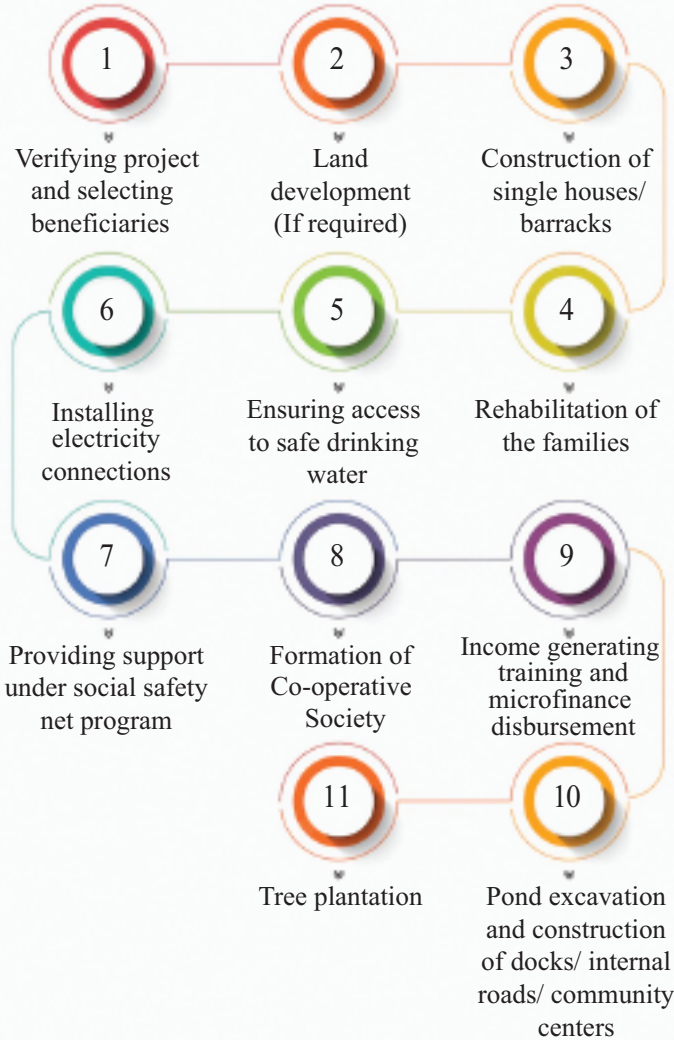 1
Verifying project
and selecting
beneficiaries
2
Land
development
(If required)
3
Construction of
single houses/
barracks
4
Rehabilitation of
the families
5
Ensuring access
to safe drinking
water
6
Installing
electricity
connections
7
Providing support
under social safety
net program
8
Formation of
Co-operative
Society
9
Income generating
training and
microfinance
disbursement
10
Pond excavation
and construction
of docks/ internal
roads/ community
centers
11
Tree plantation